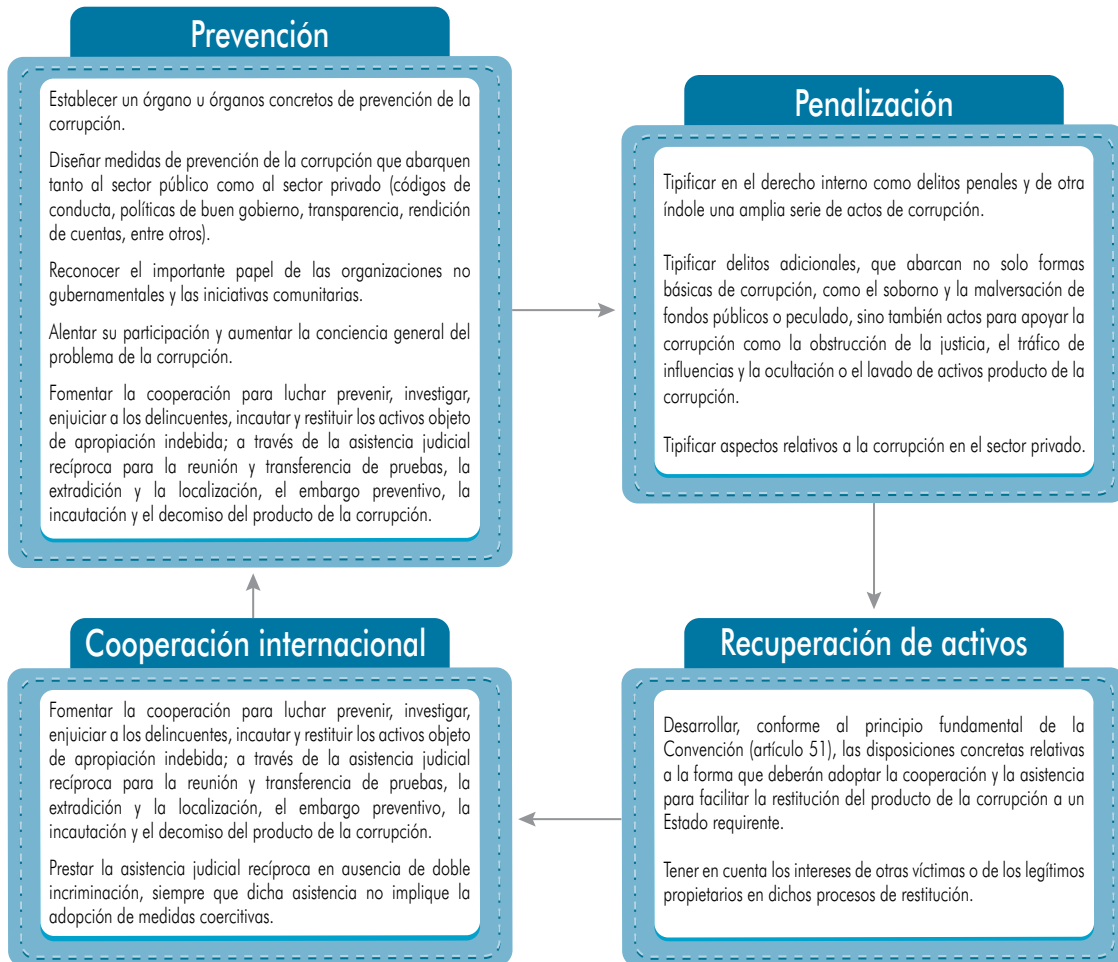 Prevención
Establecer un órgano u órganos concretos de prevención de la
corrupción.
Diseñar medidas de prevención de la corrupción que abarquen
tanto al sector público como al sector privado (códigos de
conducta, políticas de buen gobierno, transparencia, rendición
de cuentas, entre otros).
Reconocer el importante papel de las organizaciones no
gubernamentales y las iniciativas comunitarias.
Alentar su participación y aumentar la conciencia general del
problema de la corrupción.
Fomentar la cooperación para luchar prevenir, investigar,
enjuiciar a los delincuentes, incautar y restituir los activos objeto
de apropiación indebida; a través de la asistencia judicial
recíproca para la reunión y transferencia de pruebas, la
extradición y la localización, el embargo preventivo, la
incautación y el decomiso del producto de la corrupción.
Penalización
Tipificar en el derecho interno como delitos penales y de otra
índole una amplia serie de actos de corrupción.
Tipificar delitos adicionales, que abarcan no solo formas
básicas de corrupción, como el soborno y la malversación de
fondos públicos o peculado, sino también actos para apoyar la
corrupción como la obstrucción de la justicia, el tráfico de
influencias y la ocultación o el lavado de activos producto de la
corrupción.
Tipificar aspectos relativos a la corrupción en el sector privado.
Recuperación de activos
Desarrollar, conforme al principio fundamental de la
Convención (artículo 51), las disposiciones concretas relativas
a la forma que deberán adoptar la cooperación y la asistencia
para facilitar la restitución del producto de la corrupción a un
Estado requirente.
Tener en cuenta los intereses de otras víctimas o de los legítimos
propietarios en dichos procesos de restitución.
Cooperación internacional
Fomentar la cooperación para luchar prevenir, investigar,
enjuiciar a los delincuentes, incautar y restituir los activos objeto
de apropiación indebida; a través de la asistencia judicial
recíproca para la reunión y transferencia de pruebas, la
extradición y la localización, el embargo preventivo, la
incautación y el decomiso del producto de la corrupción.
Prestar la asistencia judicial recíproca en ausencia de doble
incriminación, siempre que dicha asistencia no implique la
adopción de medidas coercitivas.